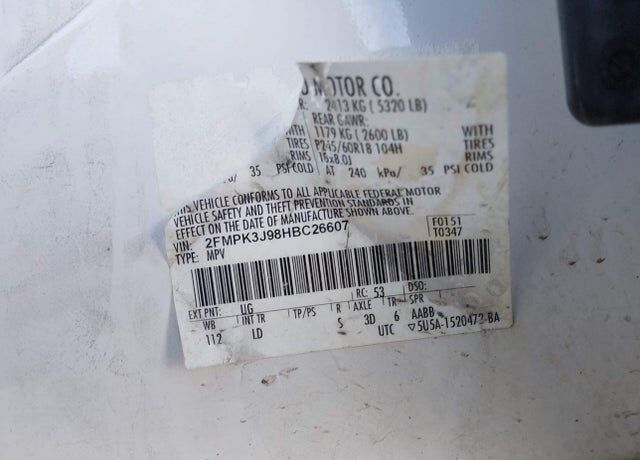 MOTOR CO.
2413 KG ( 5320 LB)
REAR GAWR:
1179 KG ( 2600 LB) WITH
TIRES P245/60R18 104H TIRES
RIMS 18x8.0J RIMS
kPa/ 35 PSI COLD AT 240 kPa/ 35 PSI COLD
THIS VEHICLE CONFORMS TO ALL APPLICABLE FEDERAL MOTOR
VEHICLE SAFETY AND THEFT PREVENTION STANDARDS IN
EFFECT ON THE DATE OF MANUFACTURE SHOWN ABOVE.
VIN: 2FMPK3J98HBC26607 F0151
TYPE: MPV T0347
EXT PNT: UG RC: 53 DSO:
WB INT TR TP/PS R AXLE TR SPR
112 LD S 3D 6 AABB
UTC ▽5U5A-1520472-BA